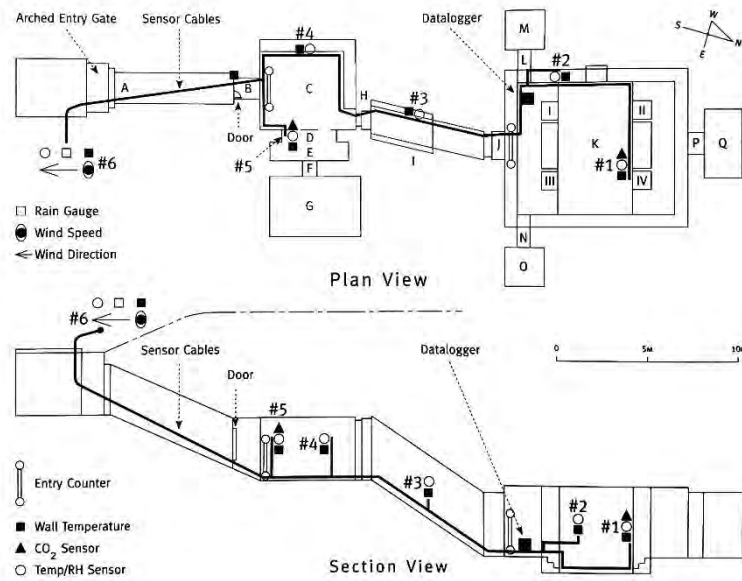 Arched Entry Gate
Sensor Cables
#4
Datalogger
M
L
#2
S
W
E
N
A
B
C
H
#3
Door
D
#5
E
F
G
I
J
I
II
K
#1
III
IV
P
Q
N
O
#6
Rain Gauge
Wind Speed
Wind Direction
Plan View
#6
Sensor Cables
Datalogger
0
5M
10
Door
#5
#4
#3
#2
#1
Entry Counter
Wall Temperature
CO2 Sensor
Temp/RH Sensor
Section View